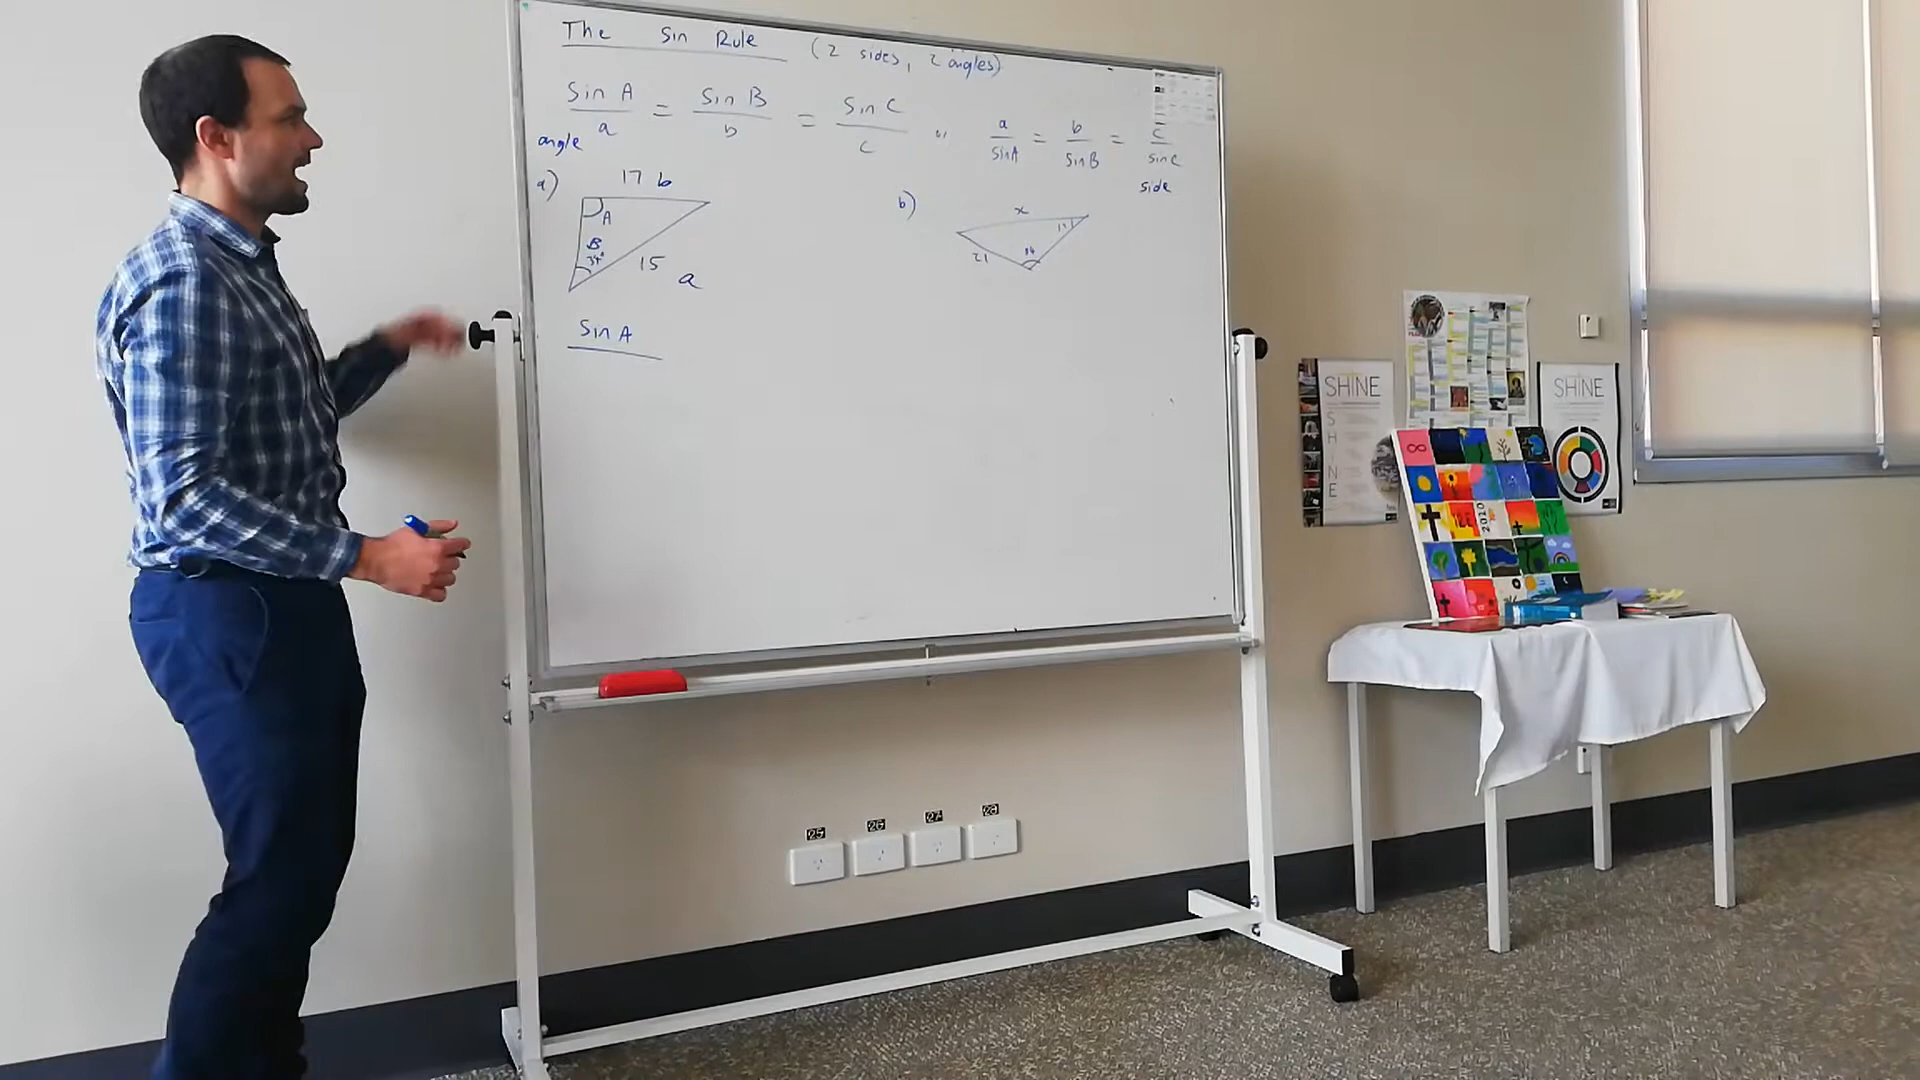 The Sin Rule (2 sides, 2 angles)
Sin A / a = Sin B / b = Sin C / c or a / sin A = b / sin B = c / sin C
angle
side
a)
17 b
A
B
34°
15
a
Sin A
b)
x
21
SHINE
SHINE
SHINE
2020
25
26
27
28